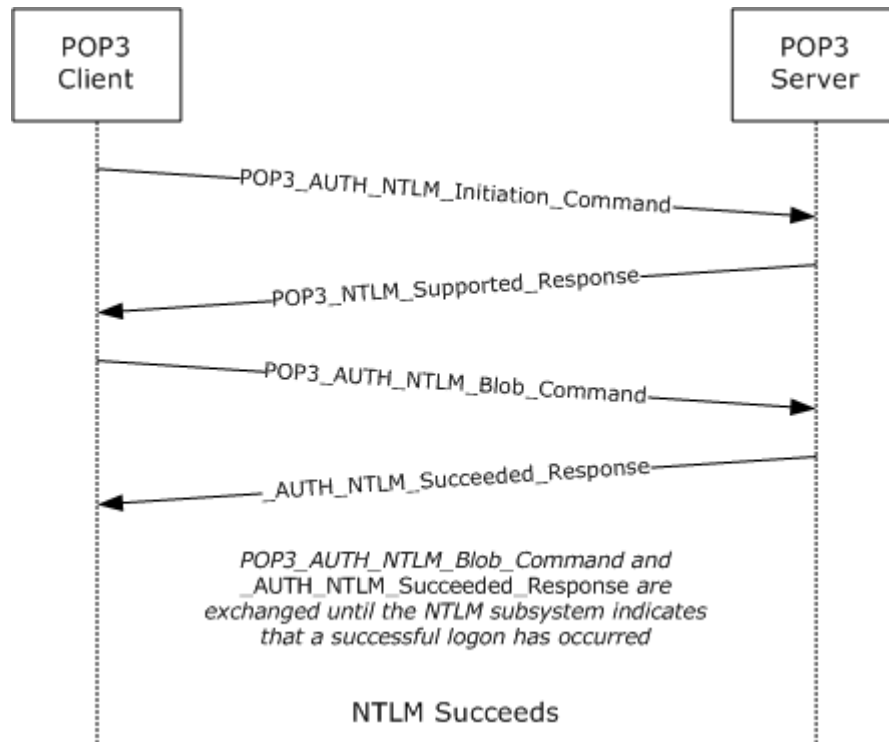 POP3
Client
POP3
Server
POP3_AUTH_NTLM_Initiation_Command
POP3_NTLM_Supported_Response
POP3_AUTH_NTLM_Blob_Command
_AUTH_NTLM_Succeeded_Response
POP3_AUTH_NTLM_Blob_Command and
_AUTH_NTLM_Succeeded_Response are
exchanged until the NTLM subsystem indicates
that a successful logon has occurred
NTLM Succeeds